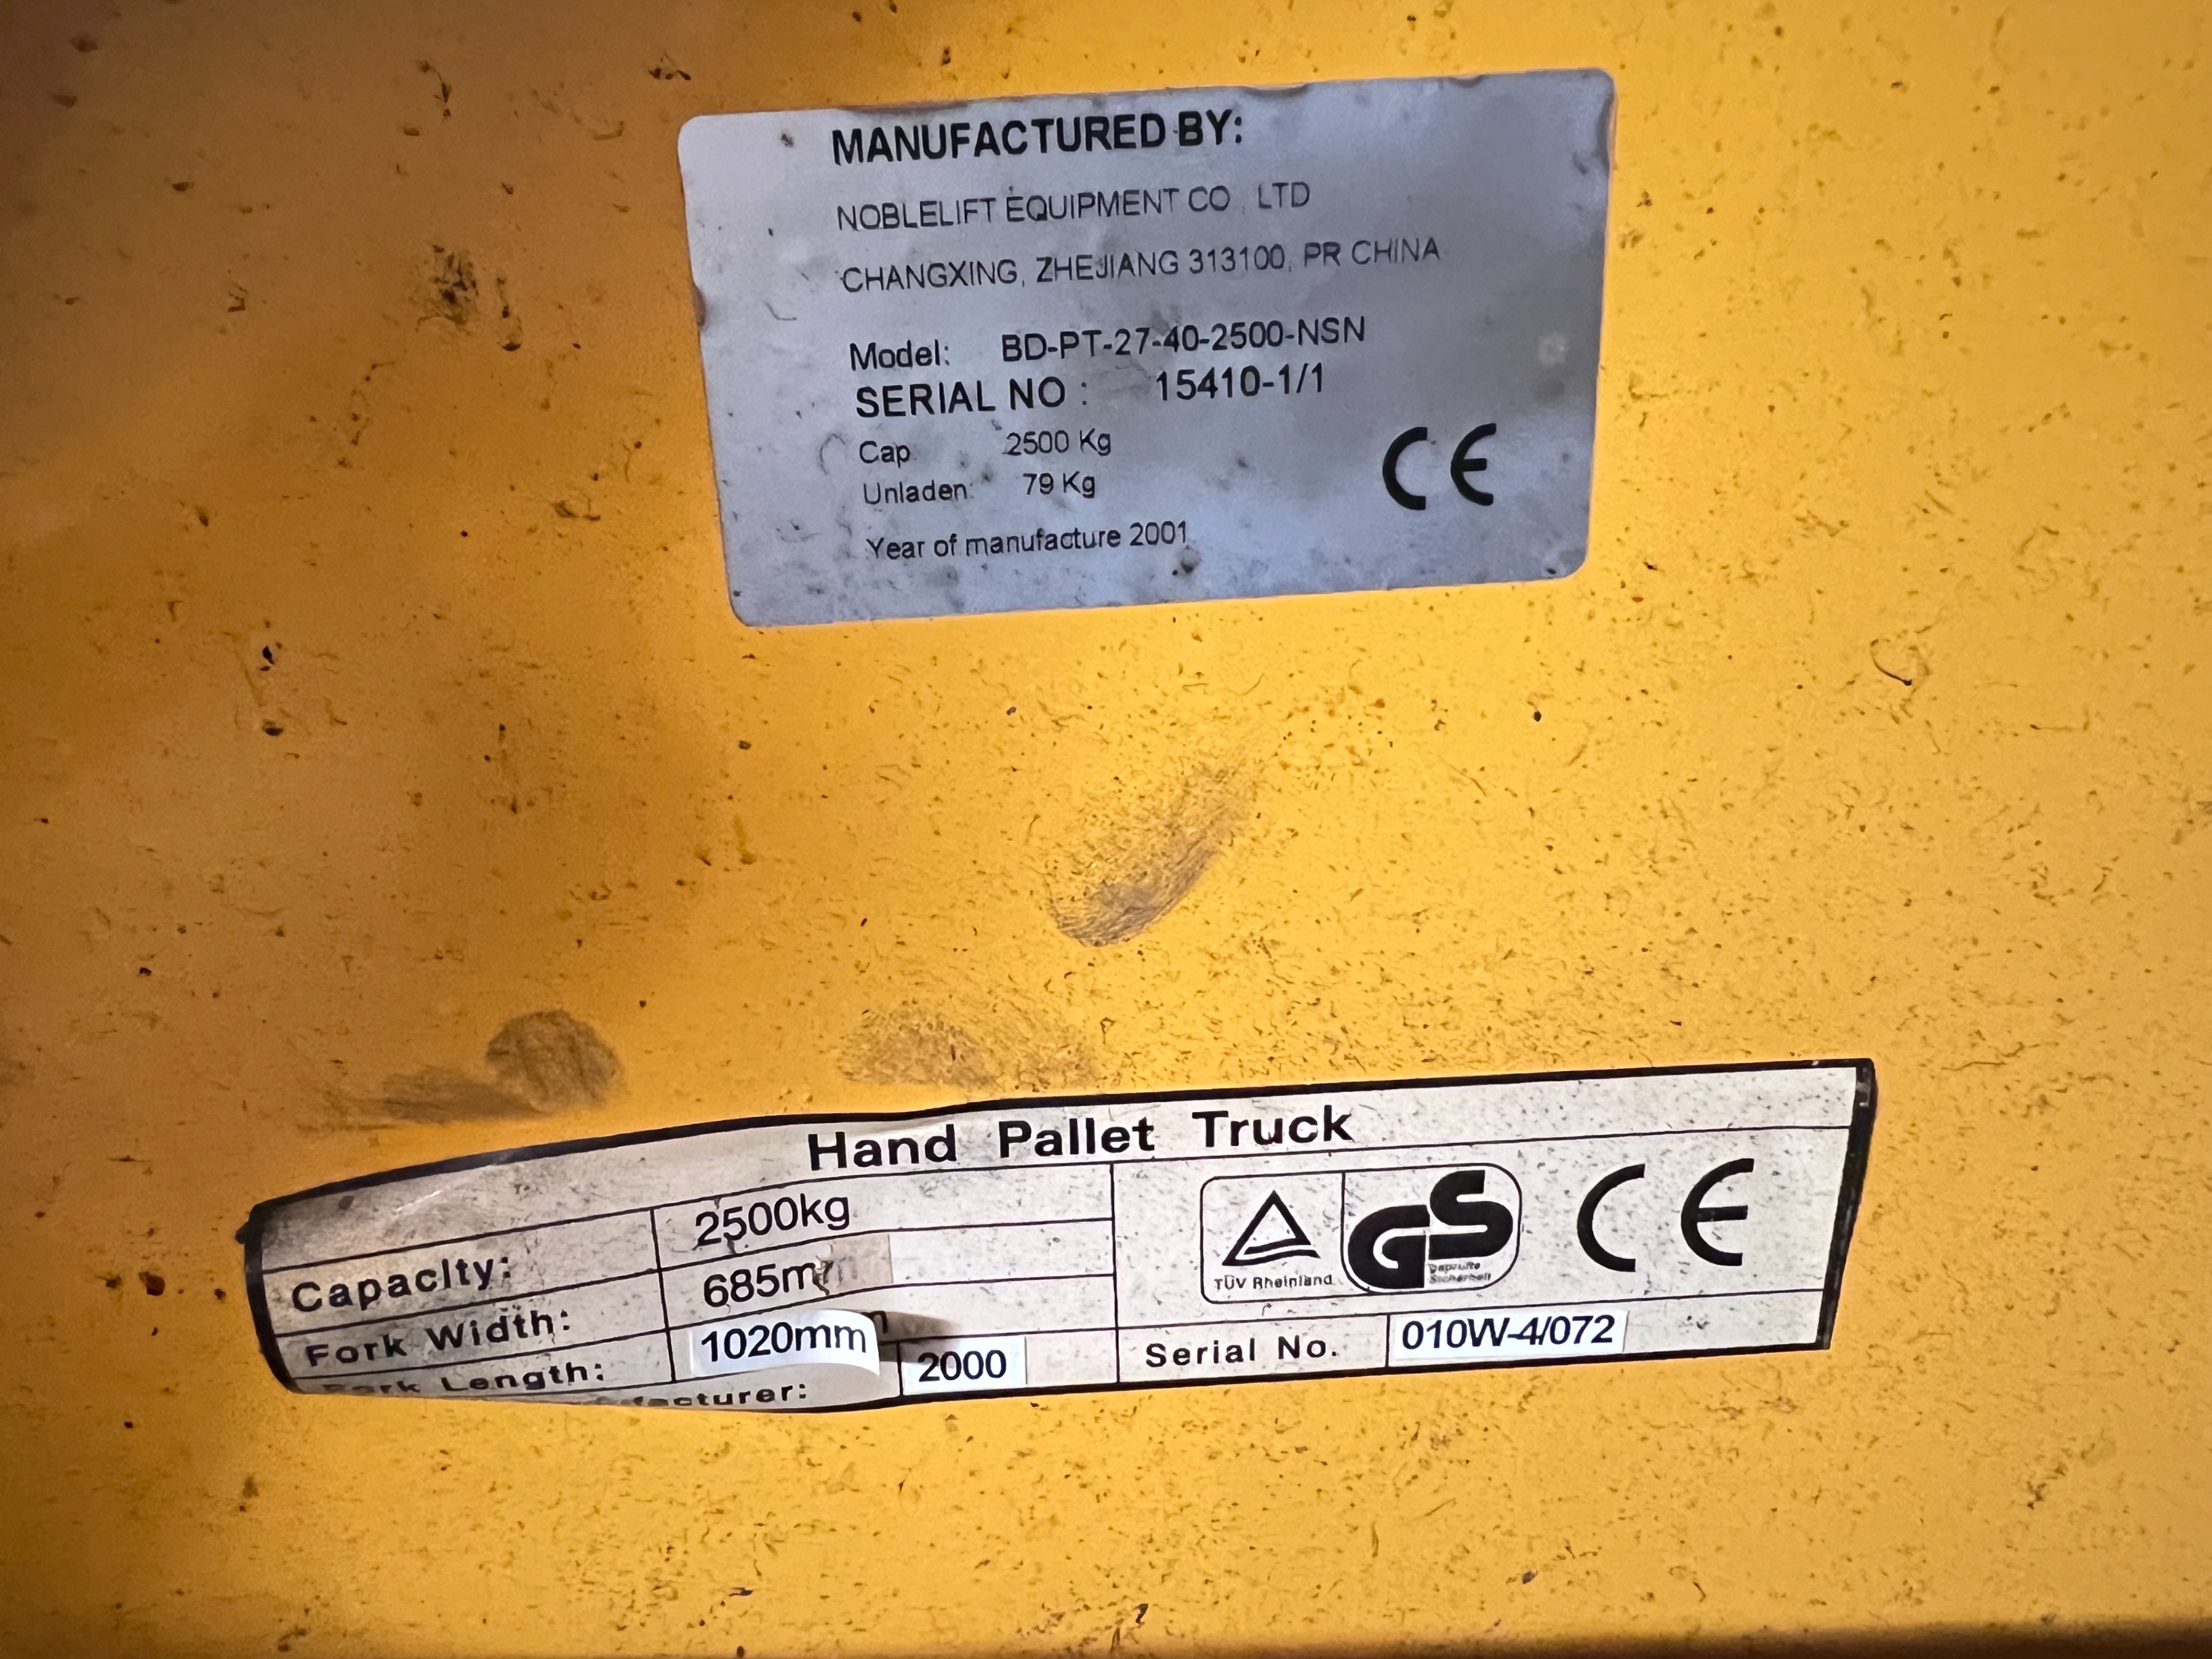 MANUFACTURED BY:
NOBLELIFT EQUIPMENT CO , LTD
CHANGXING, ZHEJIANG 313100, PR CHINA
Model: BD-PT-27-40-2500-NSN
SERIAL NO : 15410-1/1
Cap 2500 Kg
Unladen: 79 Kg
CE
Year of manufacture 2001
Hand Pallet Truck
Capacity: 2500kg
Fork Width: 685m
Length: 1020mm
2000
TÜV Rheinland
GS
geprüfte
Sicherheit
CE
Serial No. 010W-4/072